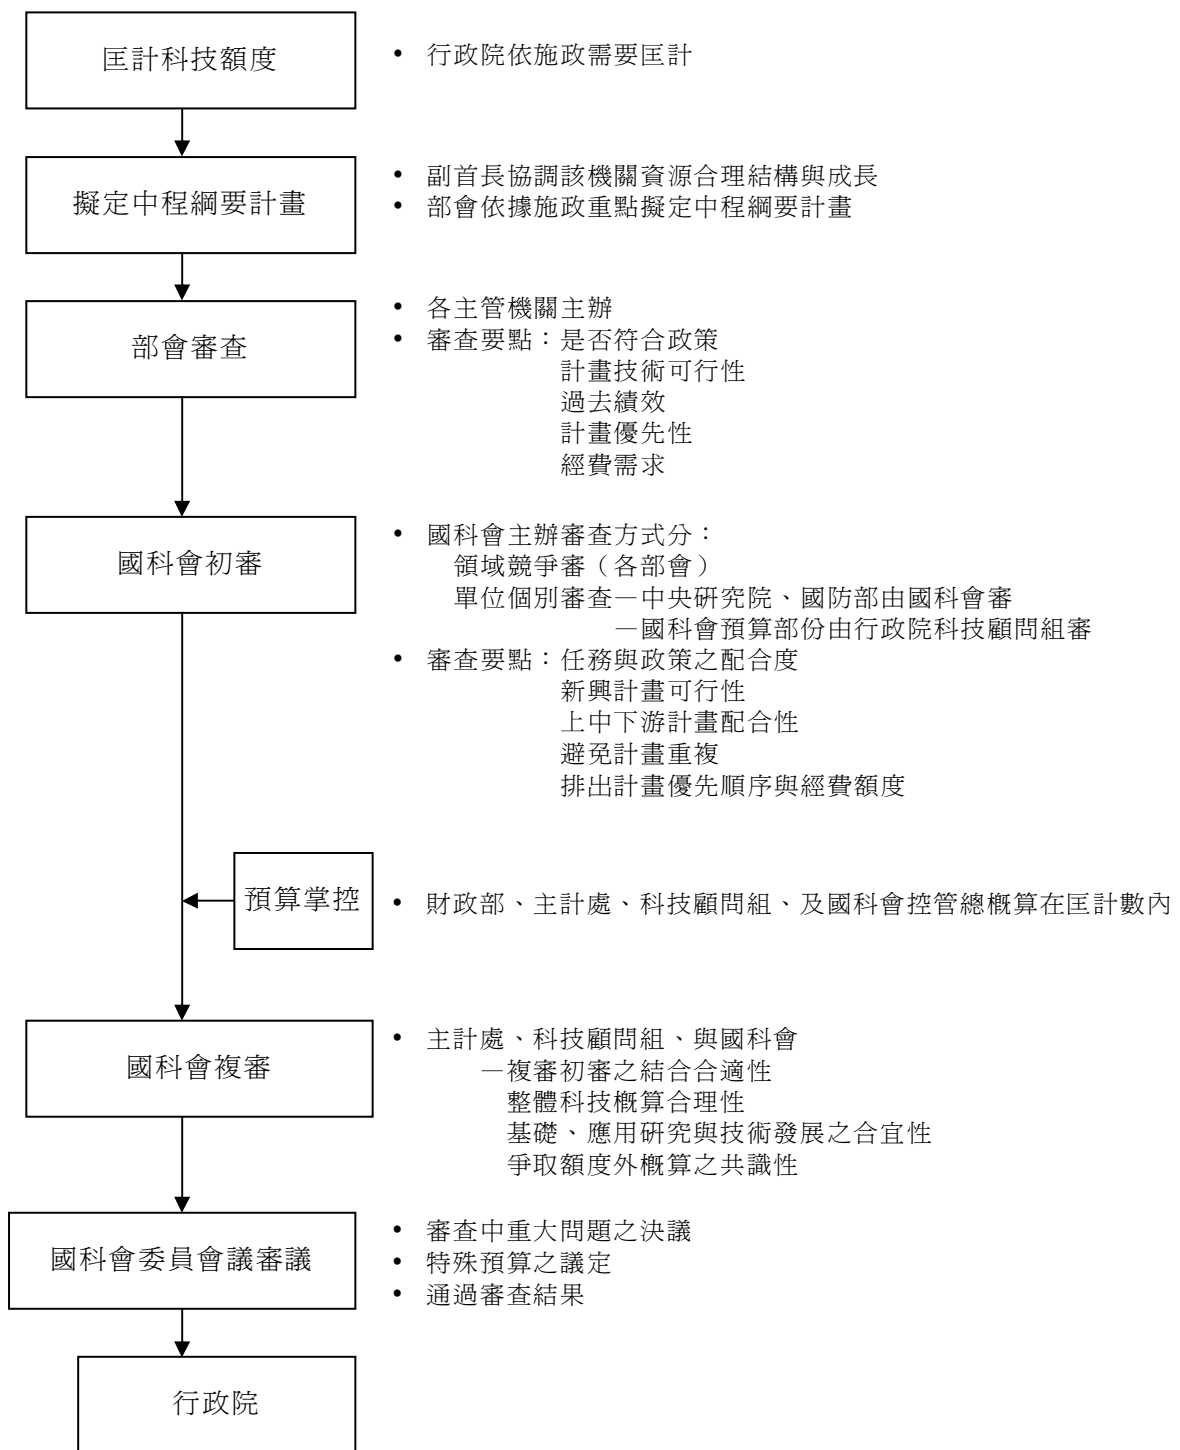 匡計科技額度
• 行政院依施政需要匡計
擬定中程綱要計畫
• 副首長協調該機關資源合理結構與成長
• 部會依據施政重點擬定中程綱要計畫
部會審查
• 各主管機關主辦
• 審查要點：是否符合政策
計畫技術可行性
過去績效
計畫優先性
經費需求
國科會初審
• 國科會主辦審查方式分：
領域競爭審（各部會）
單位個別審查—中央研究院、國防部由國科會審
—國科會預算部份由行政院科技顧問組審
• 審查要點：任務與政策之配合度
新興計畫可行性
上中下游計畫配合性
避免計畫重複
排出計畫優先順序與經費額度
預算掌控
• 財政部、主計處、科技顧問組、及國科會控管總概算在匡計數內
國科會複審
• 主計處、科技顧問組、與國科會
—複審初審之結合合適性
整體科技概算合理性
基礎、應用研究與技術發展之合宜性
爭取額度外概算之共識性
國科會委員會議審議
• 審查中重大問題之決議
• 特殊預算之議定
• 通過審查結果
行政院